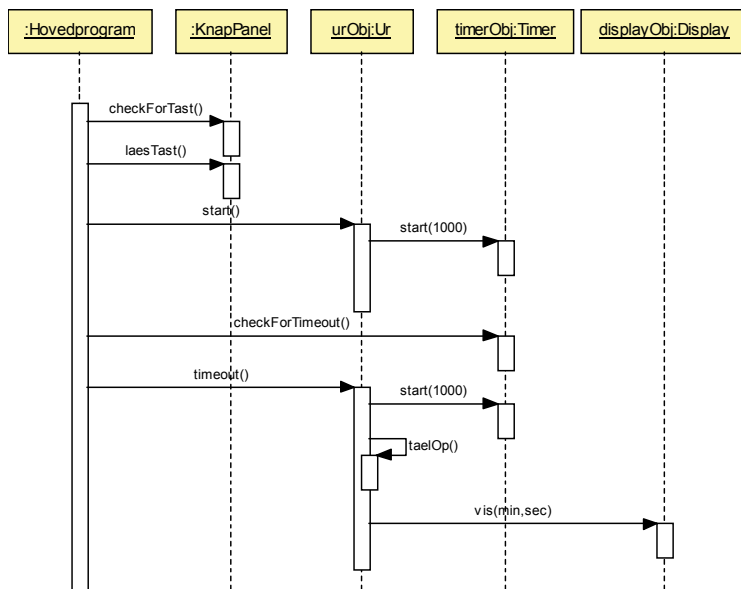 :Hovedprogram
:KnapPanel
urObj:Ur
timerObj:Timer
displayObj:Display
checkForTast()
laesTast()
start()
start(1000)
checkForTimeout()
timeout()
start(1000)
taelOp()
vis(min,sec)